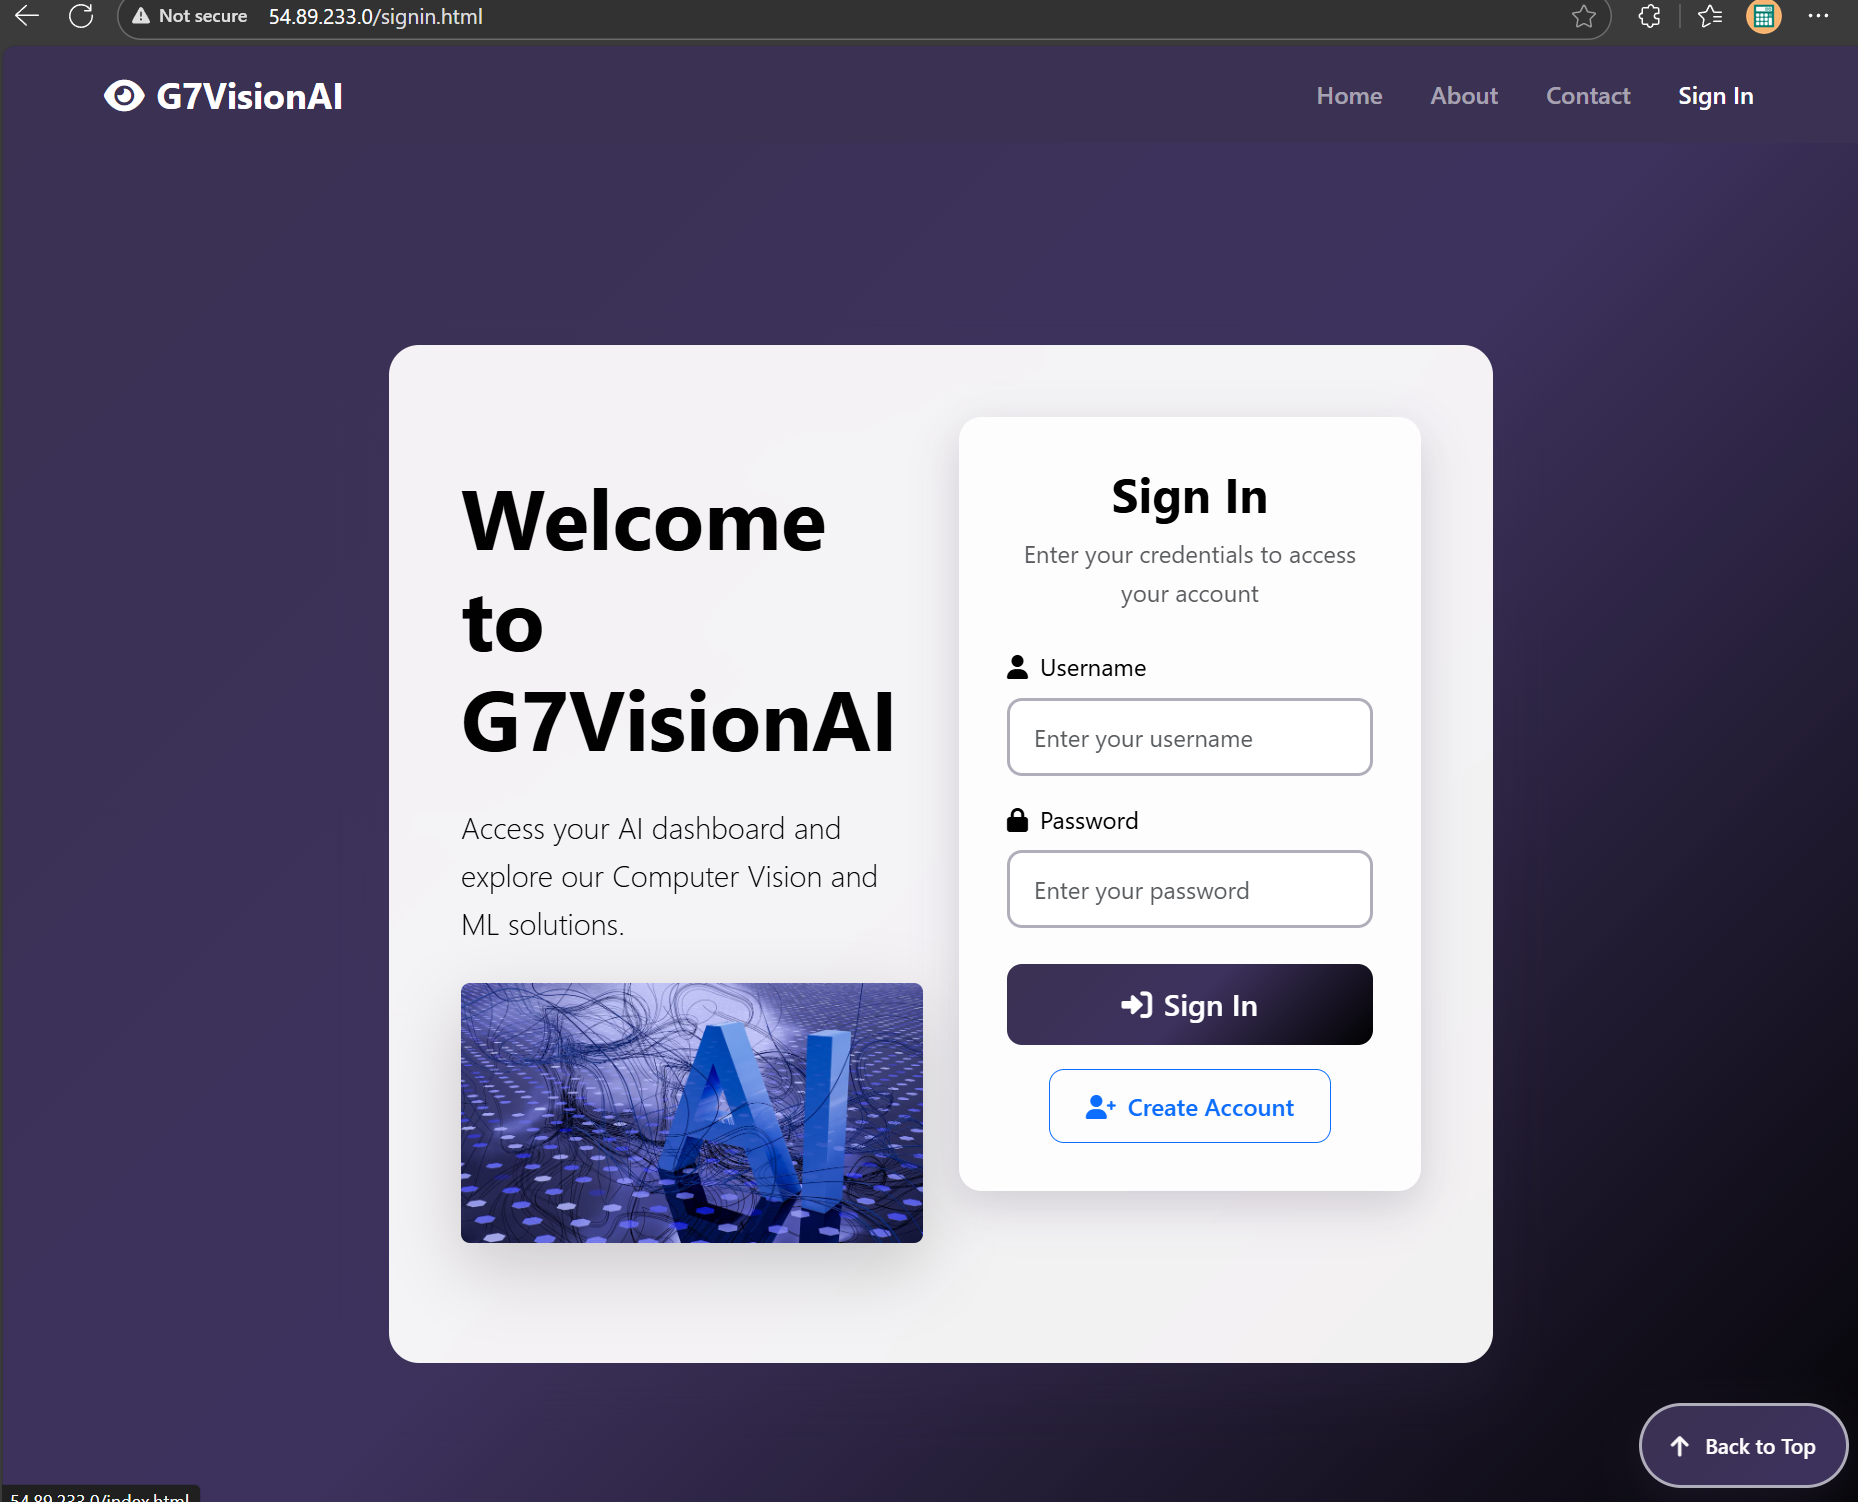 Not secure 54.89.233.0/signin.html
G7VisionAI
Home About Contact Sign In
Welcome
to
G7VisionAI
Access your AI dashboard and
explore our Computer Vision and
ML solutions.
AI
Sign In
Enter your credentials to access
your account
Username
Enter your username
Password
Enter your password
Sign In
Create Account
Back to Top
54.89.233.0/index.html